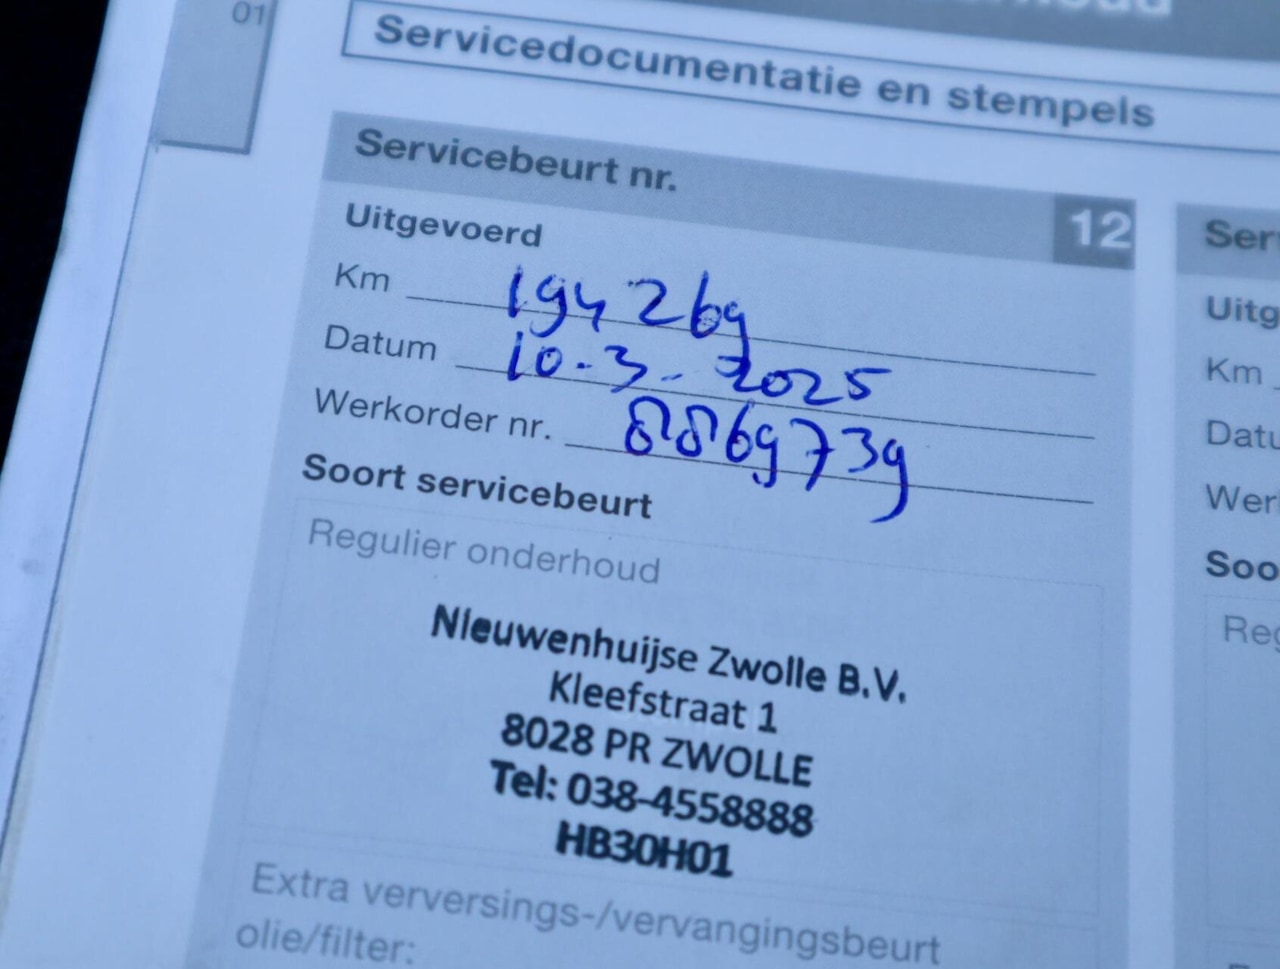 01
Servicedocumentatie en stempels
Servicebeurt nr. 12
Uitgevoerd
Km 194269
Datum 10-3-2025
Werkorder nr. 8869739
Soort servicebeurt
Regulier onderhoud
Nieuwenhuijse Zwolle B.V.
Kleefstraat 1
8028 PR ZWOLLE
Tel: 038-4558888
HB30H01
Extra verversings-/vervangingsbeurt
olie/filter:
Ser
Uitg
Km
Datu
Wer
Soo
Reg